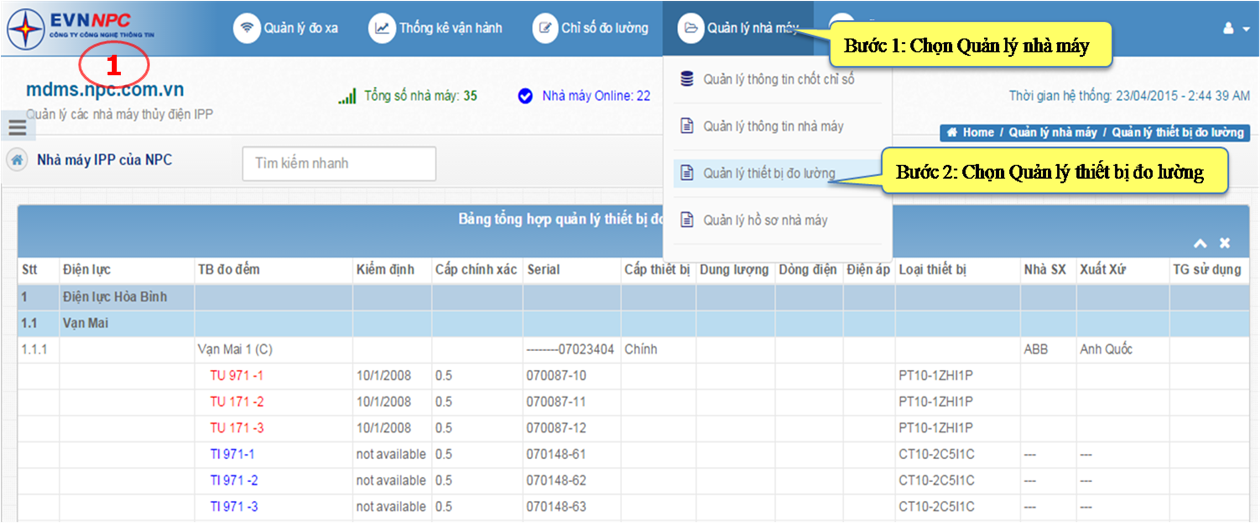 EVNNPC
CÔNG TY CÔNG NGHỆ THÔNG TIN
Quản lý đo xa
Thống kê vận hành
Chỉ số đo lường
Quản lý nhà máy
Bước 1: Chọn Quản lý nhà máy
1
mdms.npc.com.vn
Quản lý các nhà máy thủy điện IPP
Tổng số nhà máy: 35
Nhà máy Online: 22
Thời gian hệ thống: 23/04/2015 - 2:44:39 AM
Quản lý thông tin chốt chỉ số
Quản lý thông tin nhà máy
Quản lý thiết bị đo lường
Quản lý hồ sơ nhà máy
Home / Quản lý nhà máy / Quản lý thiết bị đo lường
Bước 2: Chọn Quản lý thiết bị đo lường
Nhà máy IPP của NPC
Tìm kiếm nhanh
Bảng tổng hợp quản lý thiết bị đo
Stt Điện lực TB đo đếm Kiểm định Cấp chính xác Serial Cấp thiết bị Dung lượng Dòng điện Điện áp Loại thiết bị Nhà SX Xuất Xứ TG sử dụng
1 Điện lực Hòa Bình
1.1 Vạn Mai
1.1.1 Vạn Mai 1 (C) --------07023404 Chính ABB Anh Quốc
TU 971 -1 10/1/2008 0.5 070087-10 PT10-1ZHI1P
TU 171 -2 10/1/2008 0.5 070087-11 PT10-1ZHI1P
TU 171 -3 10/1/2008 0.5 070087-12 PT10-1ZHI1P
TI 971-1 not available 0.5 070148-61 CT10-2C5I1C --- ---
TI 971 -2 not available 0.5 070148-62 CT10-2C5I1C --- ---
TI 971 -3 not available 0.5 070148-63 CT10-2C5I1C --- ---